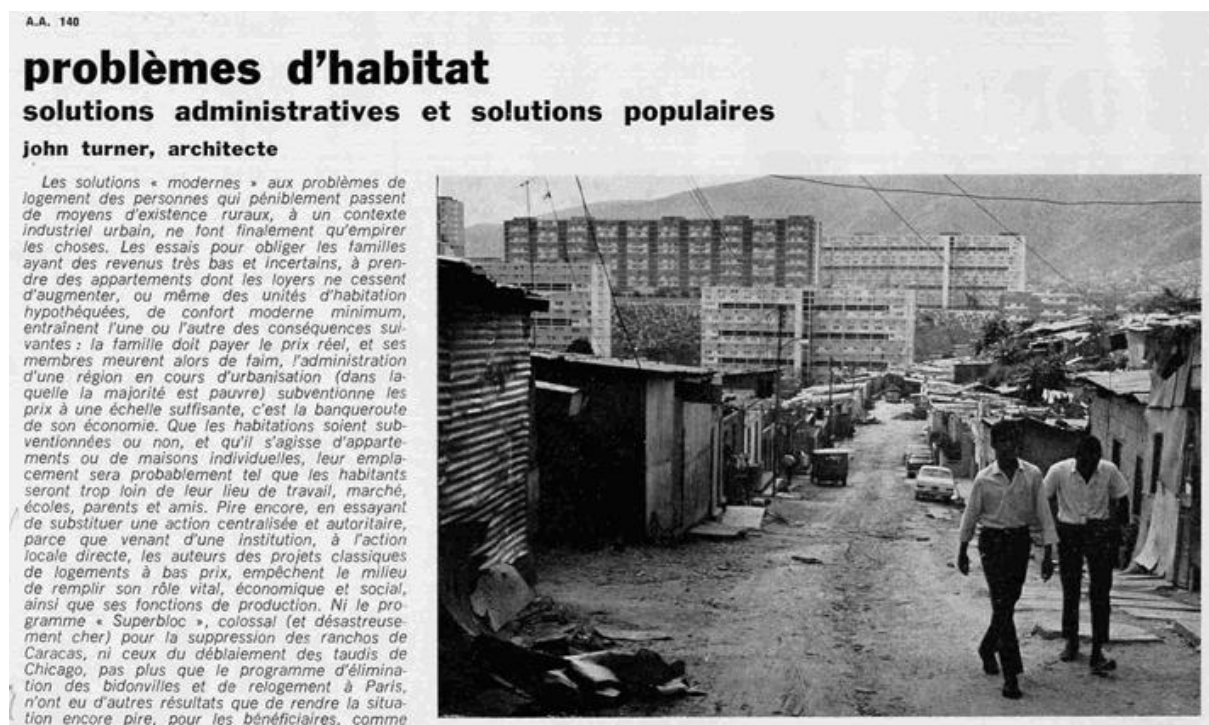 A.A. 140
problèmes d'habitat
solutions administratives et solutions populaires
john turner, architecte
Les solutions « modernes » aux problèmes de
logement des personnes qui péniblement passent
de moyens d'existence ruraux, à un contexte
industriel urbain, ne font finalement qu'empirer
les choses. Les essais pour obliger les familles
ayant des revenus très bas et incertains, à pren-
dre des appartements dont les loyers ne cessent
d'augmenter, ou même des unités d'habitation
hypothéquées, de confort moderne minimum,
entraînent l'une ou l'autre des conséquences sui-
vantes : la famille doit payer le prix réel, et ses
membres meurent alors de faim, l'administration
d'une région en cours d'urbanisation (dans la-
quelle la majorité est pauvre) subventionne les
prix à une échelle suffisante, c'est la banqueroute
de son économie. Que les habitations soient sub-
ventionnées ou non, et qu'il s'agisse d'apparte-
ments ou de maisons individuelles, leur empla-
cement sera probablement tel que les habitants
seront trop loin de leur lieu de travail, marché,
écoles, parents et amis. Pire encore, en essayant
de substituer une action centralisée et autoritaire,
parce que venant d'une institution, à l'action
locale directe, les auteurs des projets classiques
de logements à bas prix, empêchent le milieu
de remplir son rôle vital, économique et social,
ainsi que ses fonctions de production. Ni le pro-
gramme « Superbloc », colossal (et désastreuse-
ment cher) pour la suppression des ranchos de
Caracas, ni ceux du déblaiement des taudis de
Chicago, pas plus que le programme d'élimina-
tion des bidonvilles et de relogement à Paris,
n'ont eu d'autres résultats que de rendre la situa-
tion encore pire, pour les bénéficiaires, comme